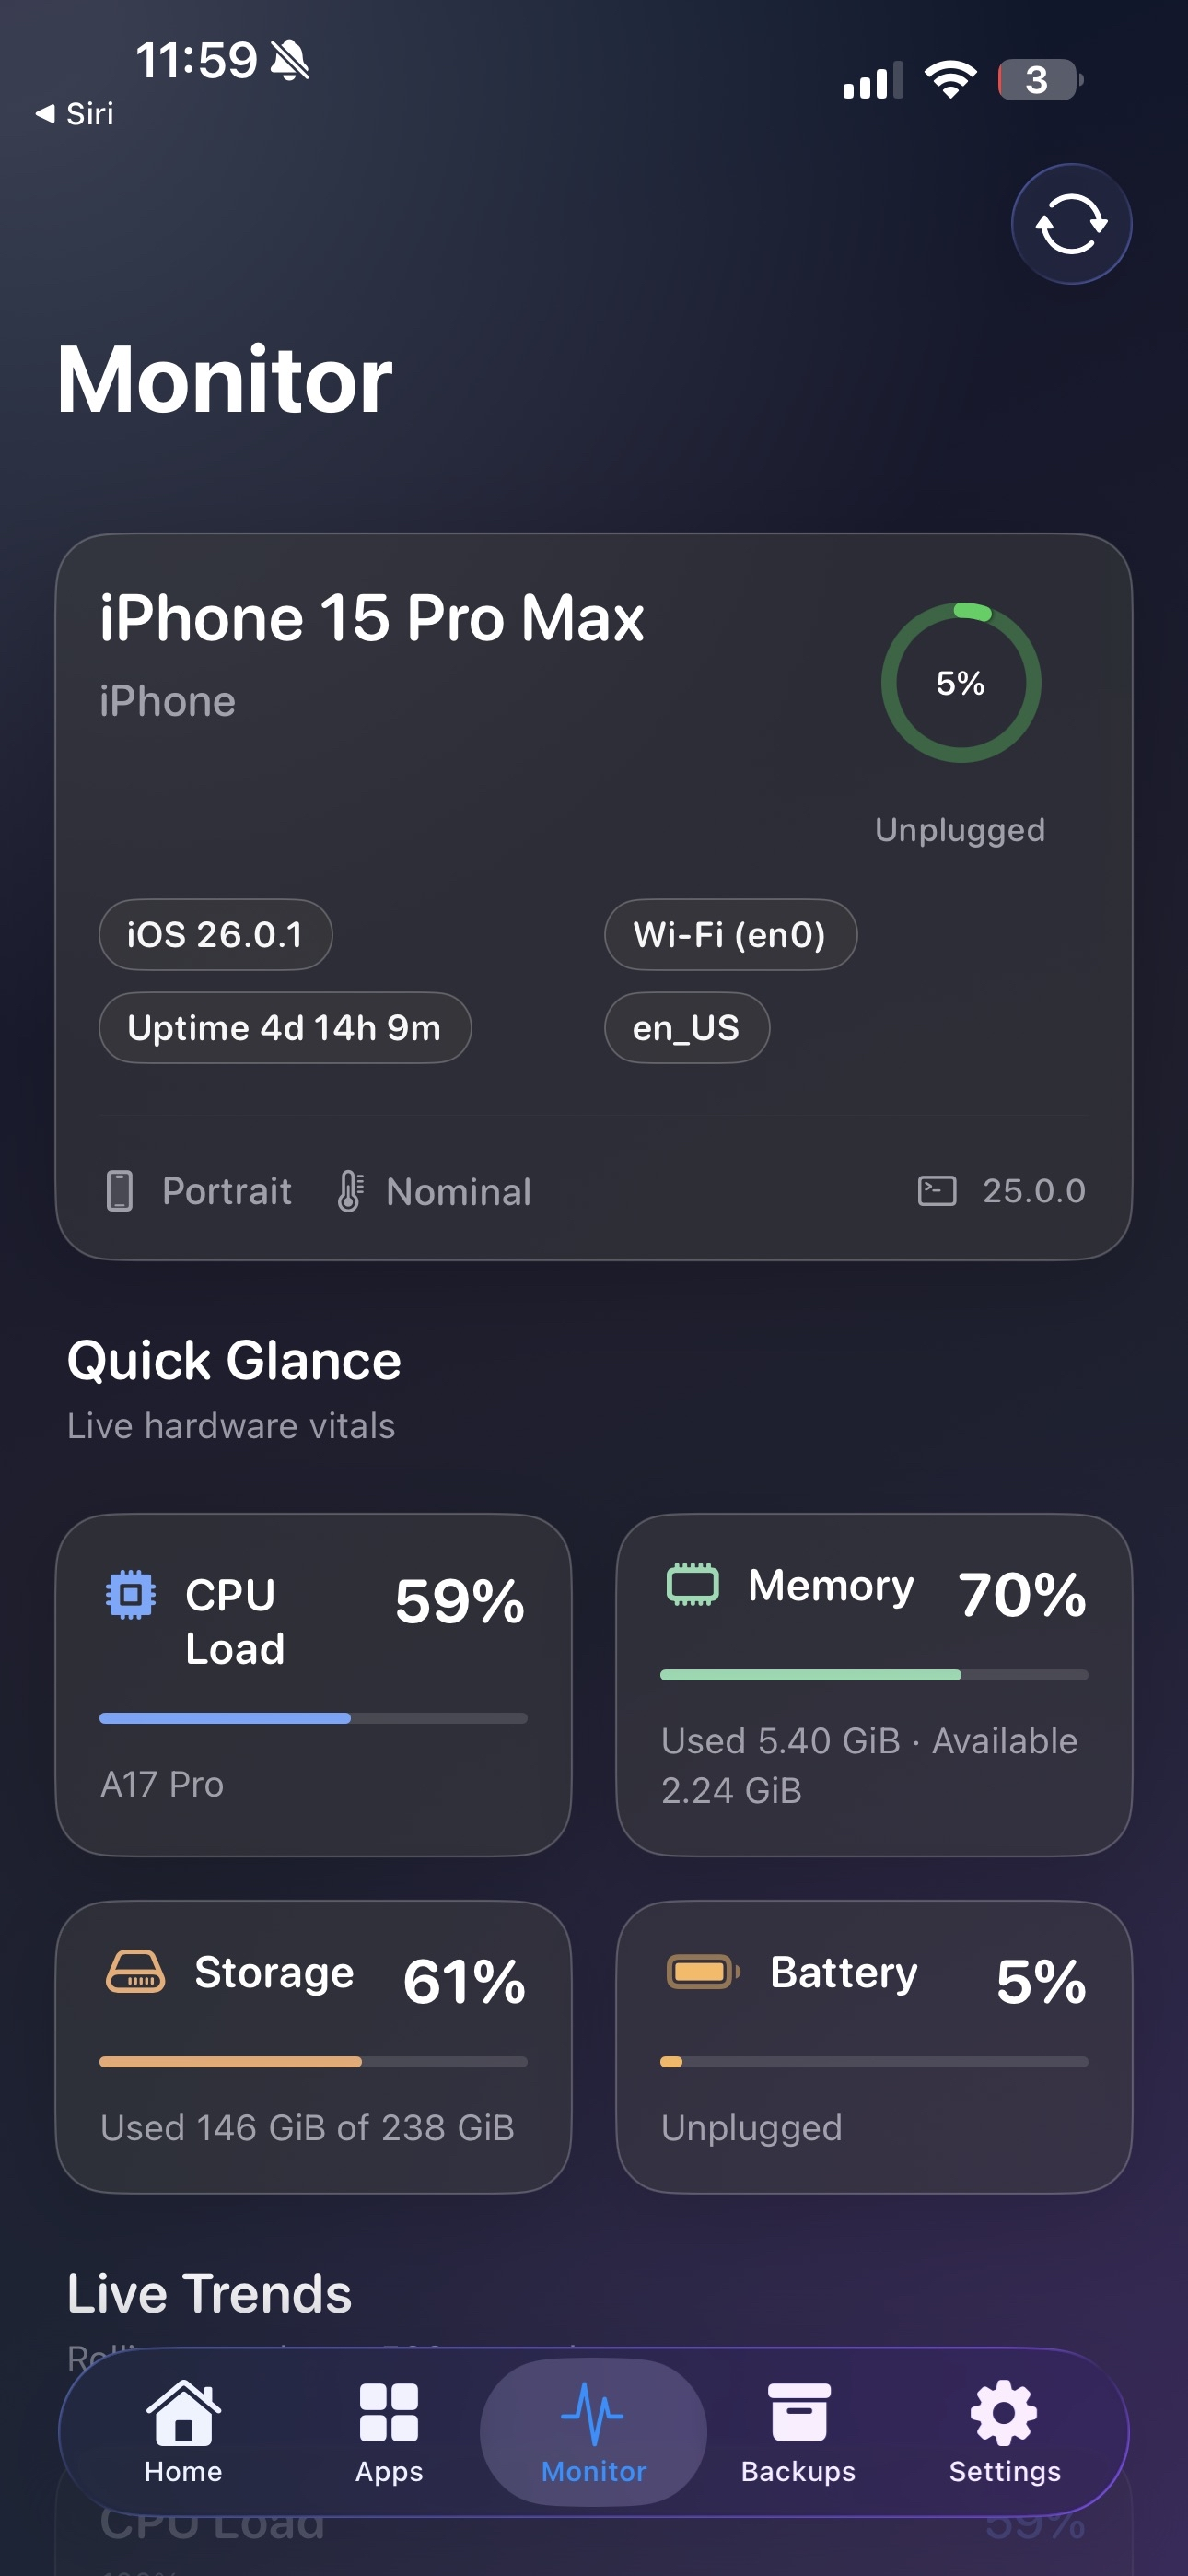 11:59
3
Siri
Monitor
iPhone 15 Pro Max
iPhone
5%
Unplugged
iOS 26.0.1
Wi-Fi (en0)
Uptime 4d 14h 9m
en_US
Portrait
Nominal
25.0.0
Quick Glance
Live hardware vitals
CPU
Load
59%
A17 Pro
Memory
70%
Used 5.40 GiB · Available
2.24 GiB
Storage
61%
Used 146 GiB of 238 GiB
Battery
5%
Unplugged
Live Trends
Home
Apps
Monitor
Backups
Settings
CPU Load
59%